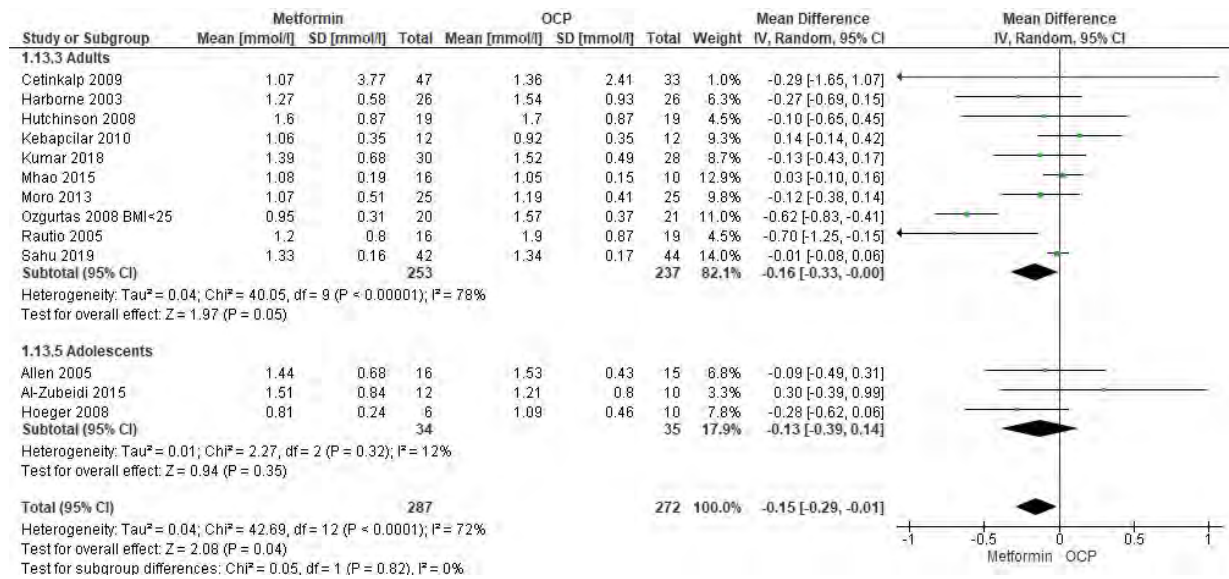 Metformin OCP Mean Difference Mean Difference
Study or Subgroup Mean [mmol/l] SD [mmol/l] Total Mean [mmol/l] SD [mmol/l] Total Weight IV, Random, 95% CI IV, Random, 95% CI
1.13.3 Adults
Cetinkalp 2009 1.07 3.77 47 1.36 2.41 33 1.0% -0.29 [-1.65, 1.07]
Harborne 2003 1.27 0.58 26 1.54 0.93 26 6.3% -0.27 [-0.69, 0.15]
Hutchinson 2008 1.6 0.87 19 1.7 0.87 19 4.5% -0.10 [-0.65, 0.45]
Kebapcilar 2010 1.06 0.35 12 0.92 0.35 12 9.3% 0.14 [-0.14, 0.42]
Kumar 2018 1.39 0.68 30 1.52 0.49 28 8.7% -0.13 [-0.43, 0.17]
Mhao 2015 1.08 0.19 16 1.05 0.15 10 12.9% 0.03 [-0.10, 0.16]
Moro 2013 1.07 0.51 25 1.19 0.41 25 9.8% -0.12 [-0.38, 0.14]
Ozgurtas 2008 BMI<25 0.95 0.31 20 1.57 0.37 21 11.0% -0.62 [-0.83, -0.41]
Rautio 2005 1.2 0.8 16 1.9 0.87 19 4.5% -0.70 [-1.25, -0.15]
Sahu 2019 1.33 0.16 42 1.34 0.17 44 14.0% -0.01 [-0.08, 0.06]
Subtotal (95% CI) 253 237 82.1% -0.16 [-0.33, -0.00]
Heterogeneity: Tau² = 0.04; Chi² = 40.05, df = 9 (P < 0.00001); I² = 78%
Test for overall effect: Z = 1.97 (P = 0.05)
1.13.5 Adolescents
Allen 2005 1.44 0.68 16 1.53 0.43 15 6.8% -0.09 [-0.49, 0.31]
Al-Zubeidi 2015 1.51 0.84 12 1.21 0.8 10 3.3% 0.30 [-0.39, 0.99]
Hoeger 2008 0.81 0.24 6 1.09 0.46 10 7.8% -0.28 [-0.62, 0.06]
Subtotal (95% CI) 34 35 17.9% -0.13 [-0.39, 0.14]
Heterogeneity: Tau² = 0.01; Chi² = 2.27, df = 2 (P = 0.32); I² = 12%
Test for overall effect: Z = 0.94 (P = 0.35)
Total (95% CI) 287 272 100.0% -0.15 [-0.29, -0.01]
Heterogeneity: Tau² = 0.04; Chi² = 42.69, df = 12 (P < 0.0001); I² = 72%
Test for overall effect: Z = 2.08 (P = 0.04)
Test for subgroup differences: Chi² = 0.05, df = 1 (P = 0.82), I² = 0%
-1 -0.5 0 0.5 1
Metformin OCP